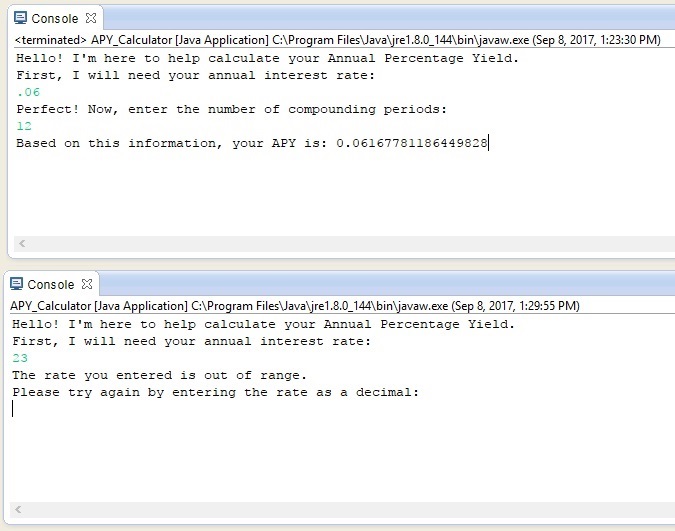 Console
<terminated> APY_Calculator [Java Application] C:\Program Files\Java\jre1.8.0_144\bin\javaw.exe (Sep 8, 2017, 1:23:30 PM)
Hello! I'm here to help calculate your Annual Percentage Yield.
First, I will need your annual interest rate:
.06
Perfect! Now, enter the number of compounding periods:
12
Based on this information, your APY is: 0.06167781186449828
Console
APY_Calculator [Java Application] C:\Program Files\Java\jre1.8.0_144\bin\javaw.exe (Sep 8, 2017, 1:29:55 PM)
Hello! I'm here to help calculate your Annual Percentage Yield.
First, I will need your annual interest rate:
23
The rate you entered is out of range.
Please try again by entering the rate as a decimal: